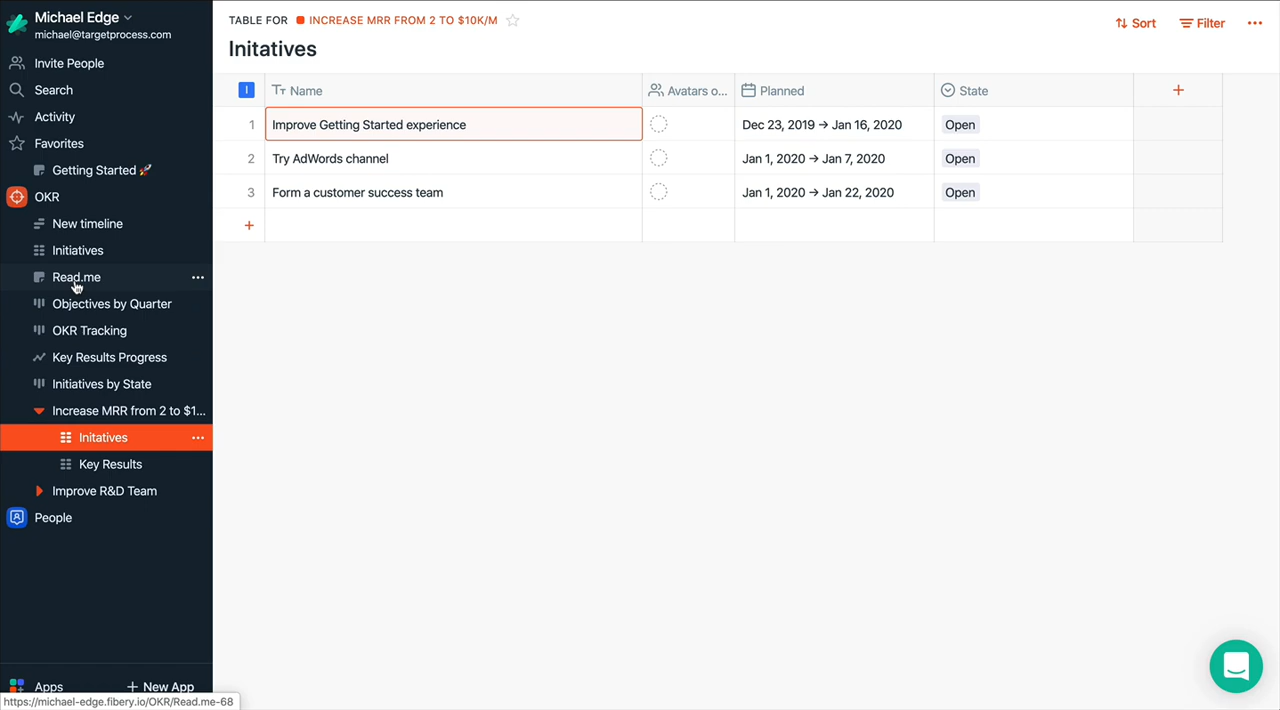 Michael Edge
michael@targetprocess.com
Invite People
Search
Activity
Favorites
Getting Started 🚀
OKR
New timeline
Initiatives
Read.me
Objectives by Quarter
OKR Tracking
Key Results Progress
Initiatives by State
Increase MRR from 2 to $1...
Initatives
Key Results
Improve R&D Team
People
Apps
+ New App
https://michael-edge.fibery.io/OKR/Read.me-68
TABLE FOR INCREASE MRR FROM 2 TO $10K/M
Initatives
Sort Filter
I Name Avatars o... Planned State +
1 Improve Getting Started experience Dec 23, 2019 → Jan 16, 2020 Open
2 Try AdWords channel Jan 1, 2020 → Jan 7, 2020 Open
3 Form a customer success team Jan 1, 2020 → Jan 22, 2020 Open
+